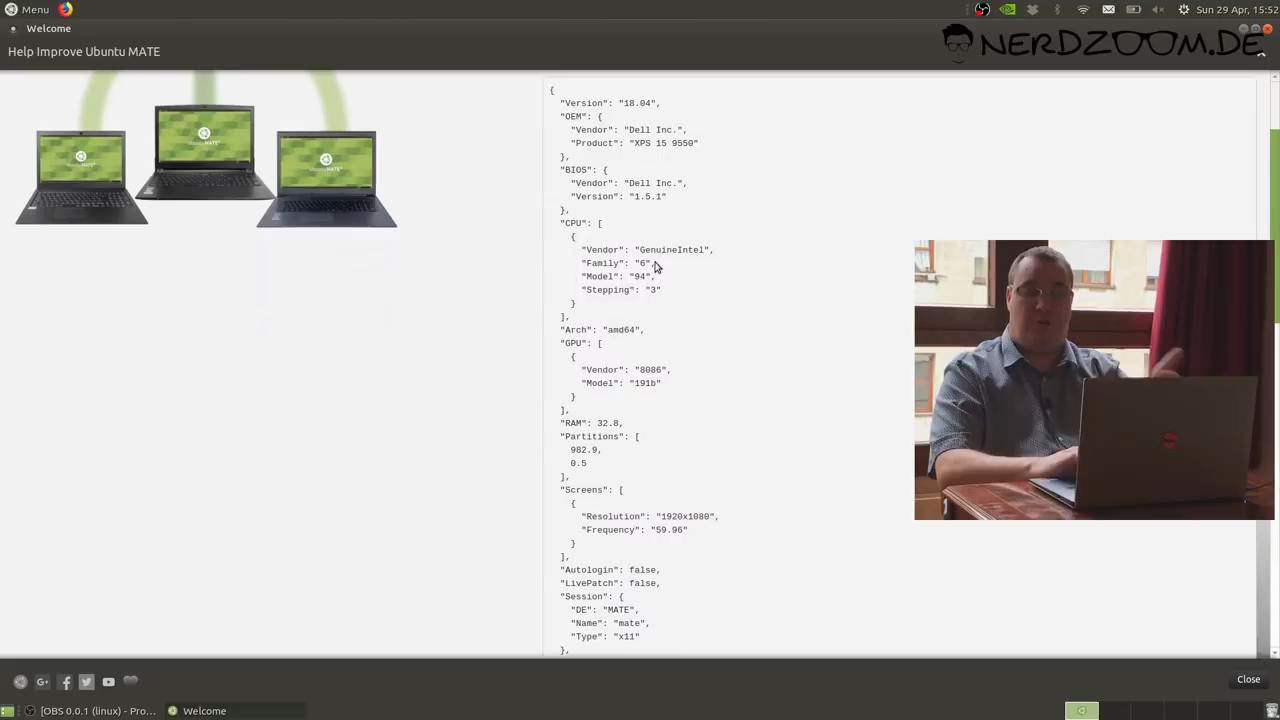 Menu
Sun 29 Apr, 15:52
Welcome
NERDZOOM.DE
Help Improve Ubuntu MATE
{
"Version": "18.04",
"OEM": {
"Vendor": "Dell Inc.",
"Product": "XPS 15 9550"
},
"BIOS": {
"Vendor": "Dell Inc.",
"Version": "1.5.1"
},
"CPU": [
{
"Vendor": "GenuineIntel",
"Family": "6",
"Model": "94",
"Stepping": "3"
}
],
"Arch": "amd64",
"GPU": [
{
"Vendor": "8086",
"Model": "191b"
}
],
"RAM": 32.8,
"Partitions": [
982.9,
0.5
],
"Screens": [
{
"Resolution": "1920x1080",
"Frequency": "59.96"
}
],
"Autologin": false,
"LivePatch": false,
"Session": {
"DE": "MATE",
"Name": "mate",
"Type": "x11"
},
Close
[OBS 0.0.1 (linux) - Pro...
Welcome